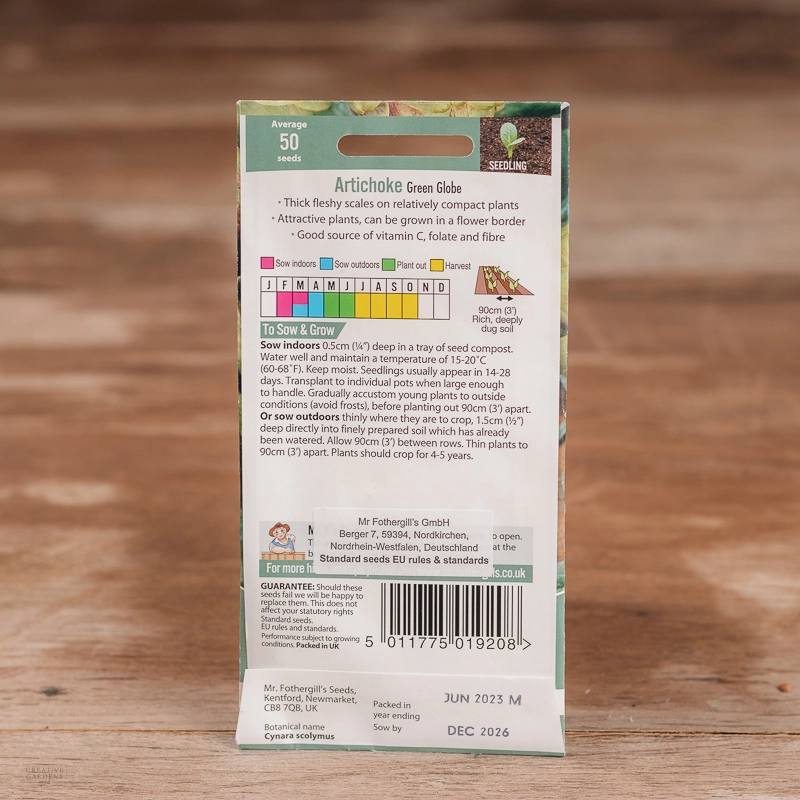 Average
50
seeds
SEEDLING
Artichoke Green Globe
• Thick fleshy scales on relatively compact plants
• Attractive plants, can be grown in a flower border
• Good source of vitamin C, folate and fibre
Sow indoors Sow outdoors Plant out Harvest
J F M A M J J A S O N D
90cm (3')
Rich, deeply
dug soil
To Sow & Grow
Sow indoors 0.5cm (¼") deep in a tray of seed compost.
Water well and maintain a temperature of 15-20˚C
(60-68˚F). Keep moist. Seedlings usually appear in 14-28
days. Transplant to individual pots when large enough
to handle. Gradually accustom young plants to outside
conditions (avoid frosts), before planting out 90cm (3') apart.
Or sow outdoors thinly where they are to crop, 1.5cm (½")
deep directly into finely prepared soil which has already
been watered. Allow 90cm (3') between rows. Thin plants to
90cm (3') apart. Plants should crop for 4-5 years.
Mr Fothergill's GmbH
Berger 7, 59394, Nordkirchen,
Nordrhein-Westfalen, Deutschland
Standard seeds EU rules & standards
open.
at the
For more
s.co.uk
GUARANTEE: Should these
seeds fail we will be happy to
replace them. This does not
affect your statutory rights
Standard seeds.
EU rules and standards.
Performance subject to growing
conditions. Packed in UK
5 011775 019208 >
Mr. Fothergill's Seeds,
Kentford, Newmarket,
CB8 7QB, UK
Botanical name
Cynara scolymus
Packed in
year ending
JUN 2023 M
Sow by
DEC 2026
CREATIVE
GARDENS